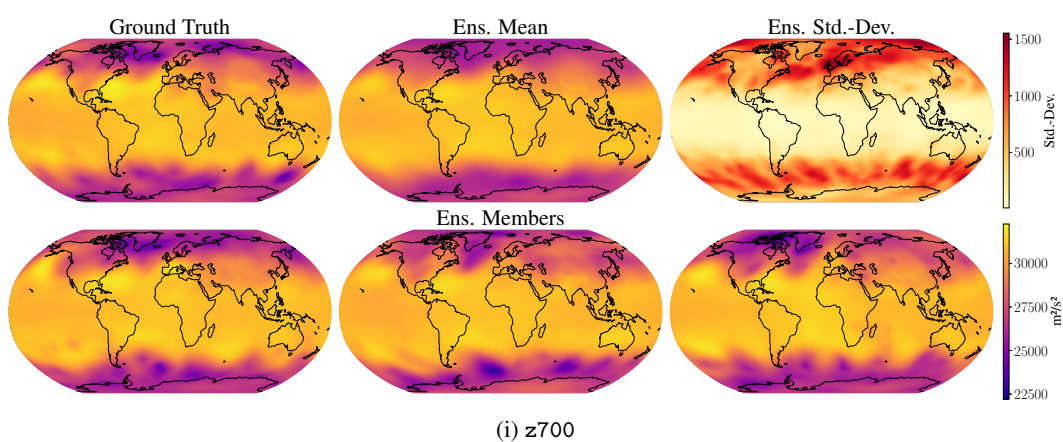 Ground Truth
Ens. Mean
Ens. Std.-Dev.
1500
1000
500
Std.-Dev.
Ens. Members
30000
27500
25000
22500
m²/s²
(i) z700